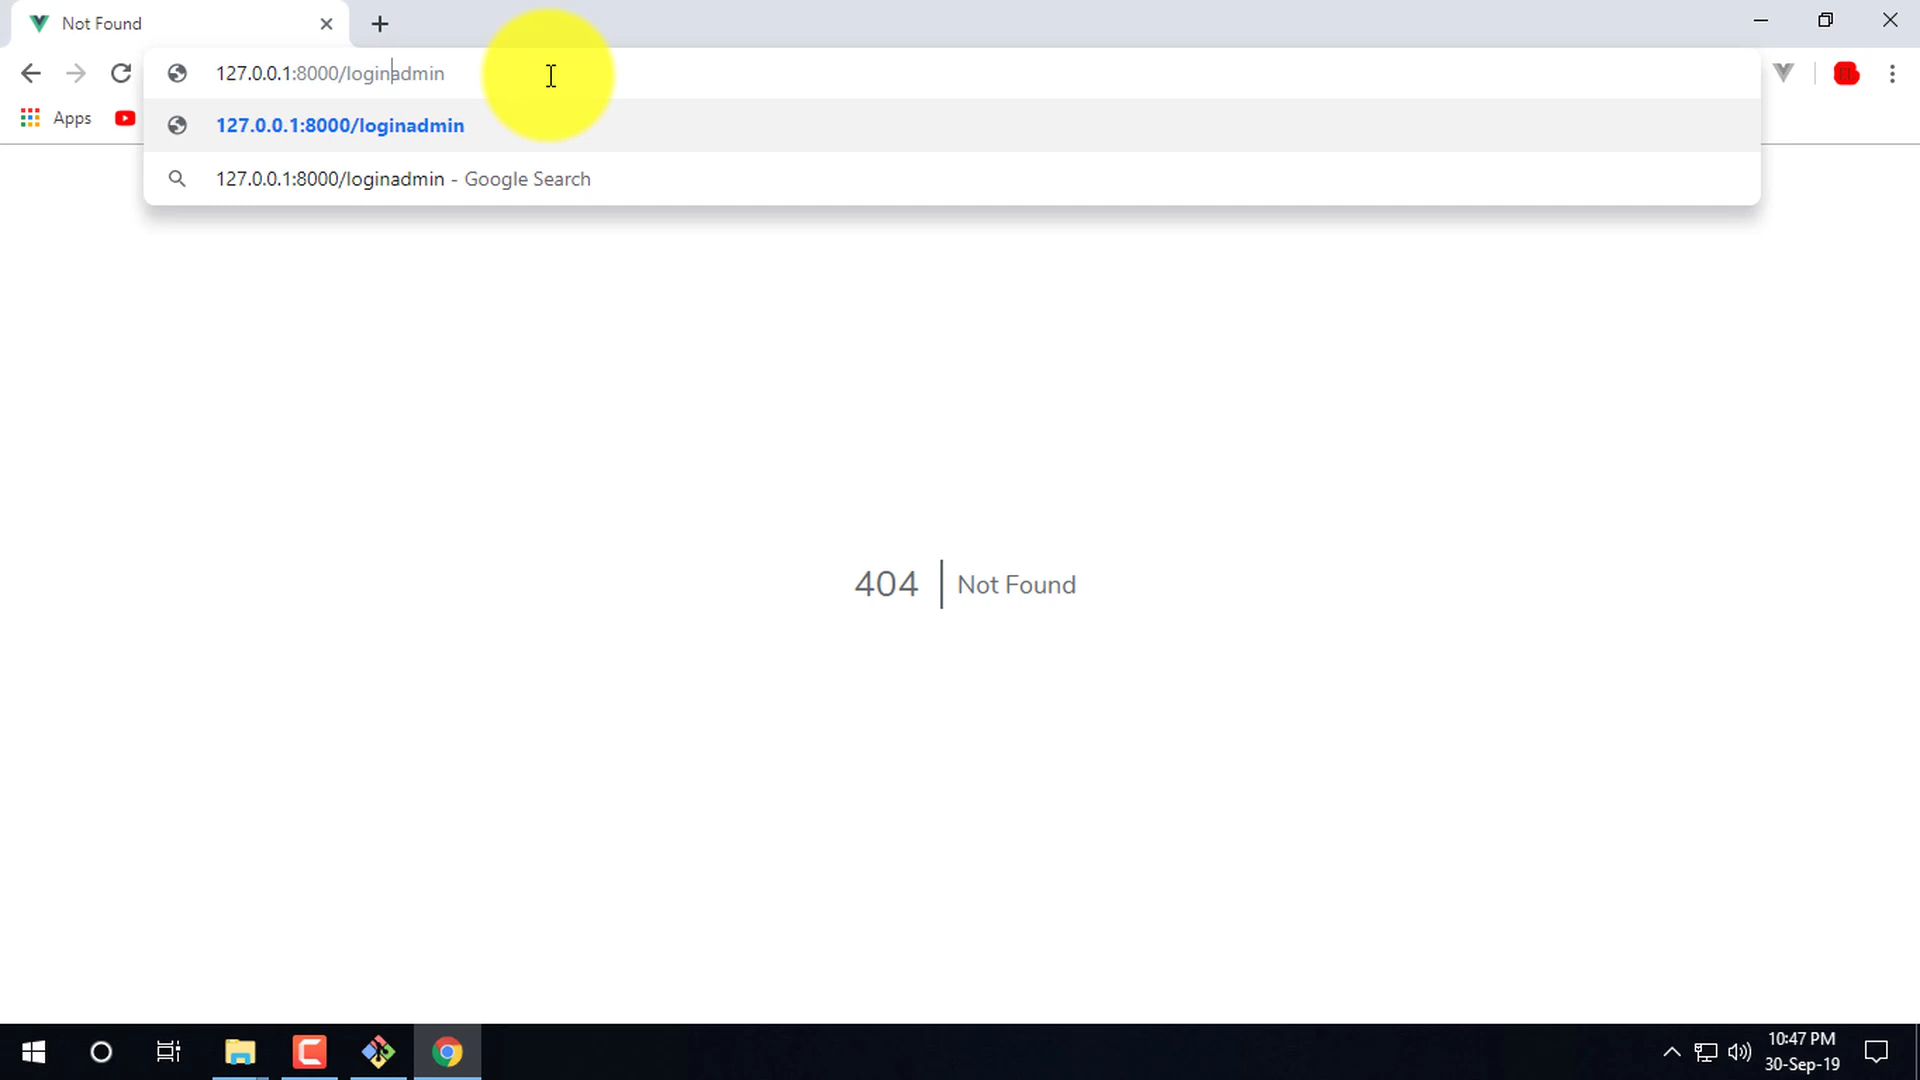 Not Found
127.0.0.1:8000/loginadmin
Apps
127.0.0.1:8000/loginadmin
127.0.0.1:8000/loginadmin - Google Search
404 Not Found
10:47 PM
30-Sep-19